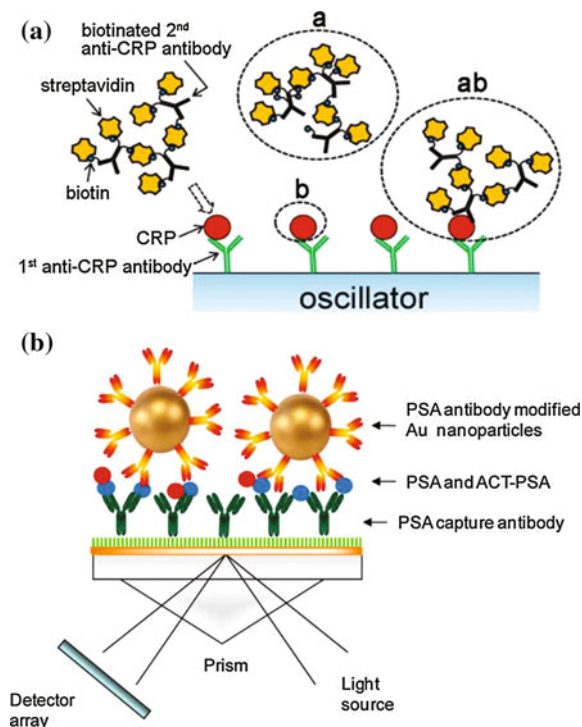 (a)
biotinated 2nd
anti-CRP antibody
streptavidin
biotin
a
ab
b
CRP
1st anti-CRP antibody
oscillator
(b)
PSA antibody modified
Au nanoparticles
PSA and ACT-PSA
PSA capture antibody
Prism
Light
source
Detector
array